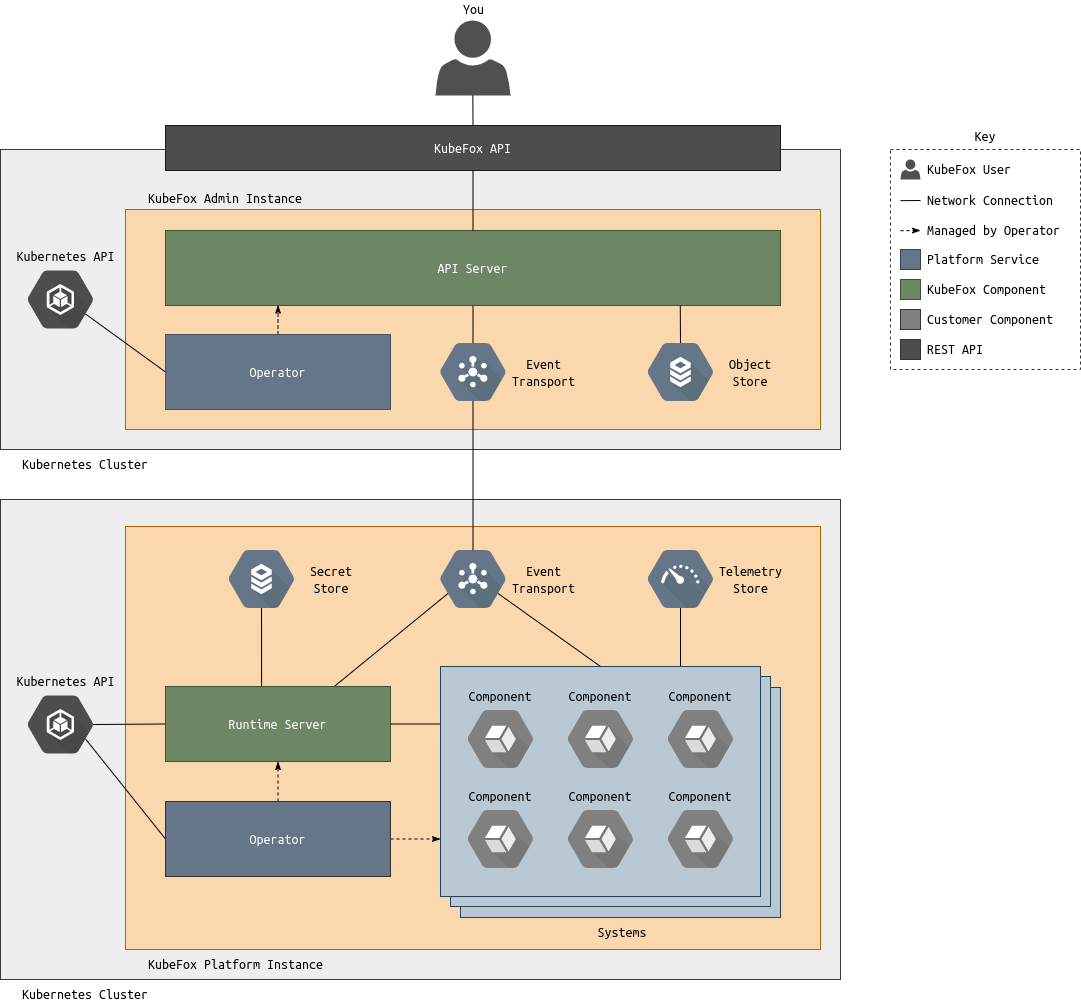 You
KubeFox API
KubeFox Admin Instance
API Server
Kubernetes API
Operator
Event
Transport
Object
Store
Kubernetes Cluster
Key
KubeFox User
Network Connection
Managed by Operator
Platform Service
KubeFox Component
Customer Component
REST API
Secret
Store
Event
Transport
Telemetry
Store
Kubernetes API
Runtime Server
Operator
Component
Component
Component
Component
Component
Component
Systems
KubeFox Platform Instance
Kubernetes Cluster